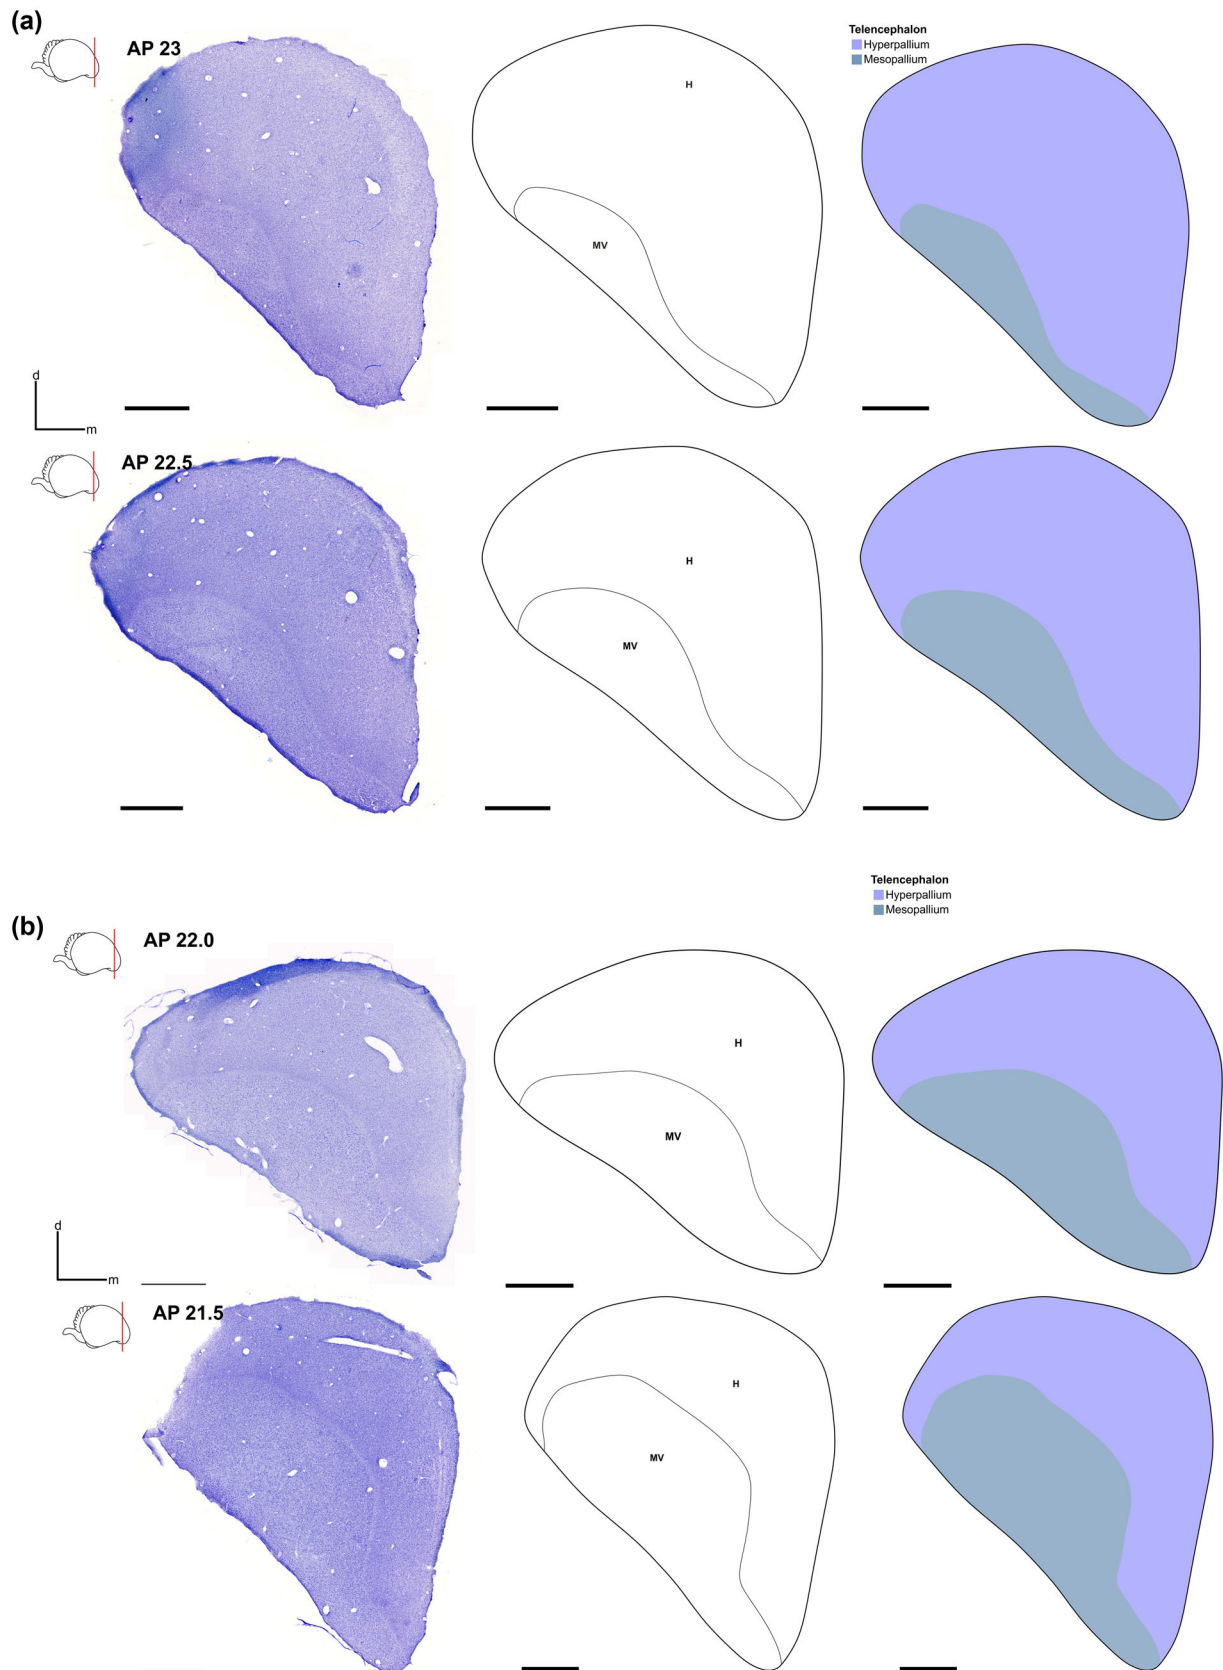 (a)
AP 23
H
MV
Telencephalon
Hyperpallium
Mesopallium
d
m
AP 22.5
H
MV
Telencephalon
Hyperpallium
Mesopallium
(b)
AP 22.0
H
MV
d
m
AP 21.5
H
MV